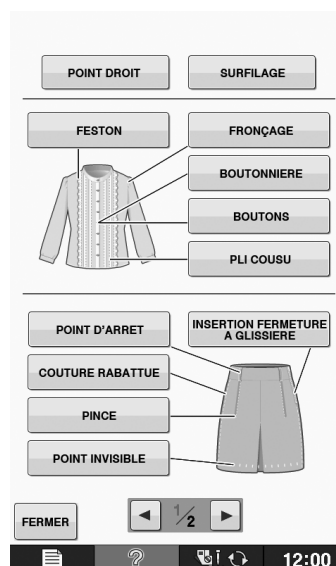 POINT DROIT
SURFILAGE
FESTON
FRONÇAGE
BOUTONNIERE
BOUTONS
PLI COUSU
POINT D'ARRET
INSERTION FERMETURE
A GLISSIERE
COUTURE RABATTUE
PINCE
POINT INVISIBLE
FERMER
1/2
?
12:00